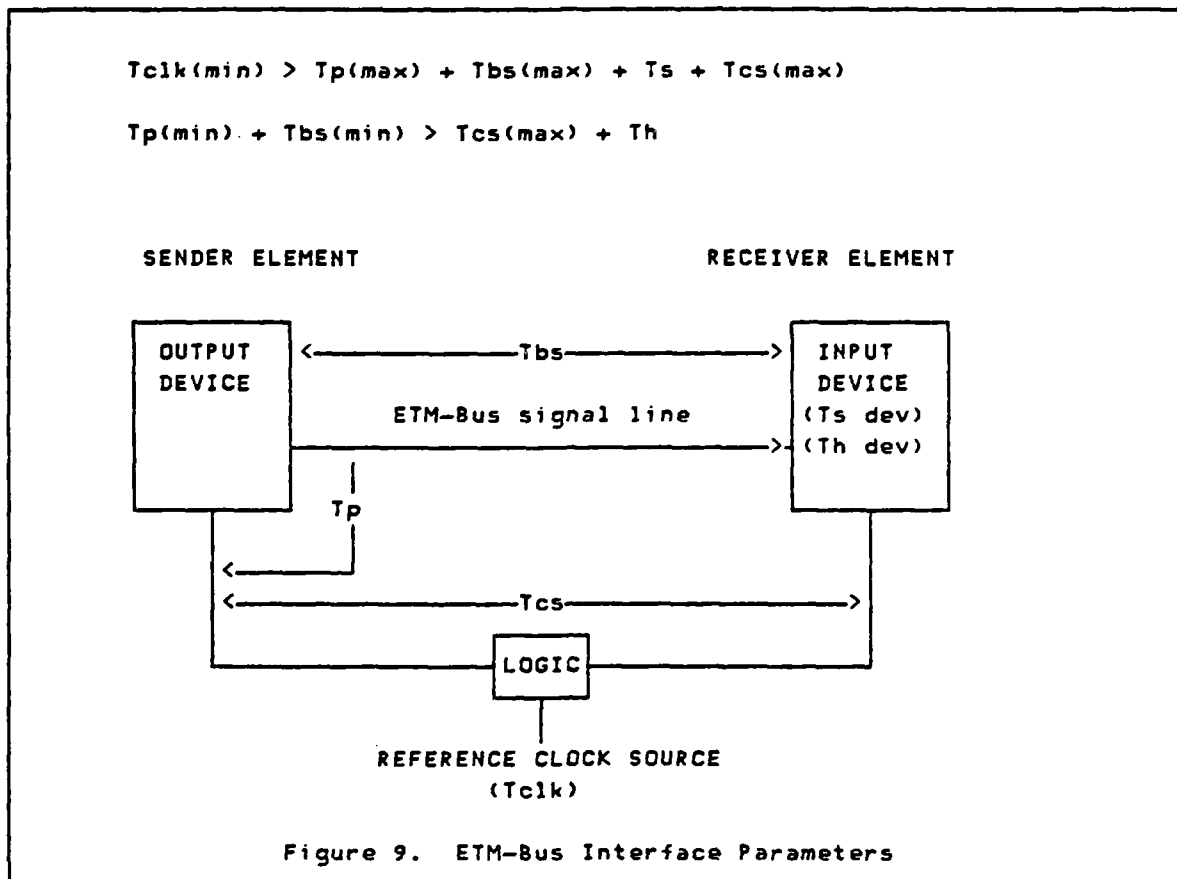 Tclk(min) > Tp(max) + Tbs(max) + Ts + Tcs(max)
Tp(min) + Tbs(min) > Tcs(max) + Th
SENDER ELEMENT
RECEIVER ELEMENT
OUTPUT
DEVICE
<Tbs>
INPUT
DEVICE
(Ts dev)
(Th dev)
ETM-Bus signal line
Tp
<Tcs>
LOGIC
REFERENCE CLOCK SOURCE
(Tclk)
Figure 9. ETM-Bus Interface Parameters